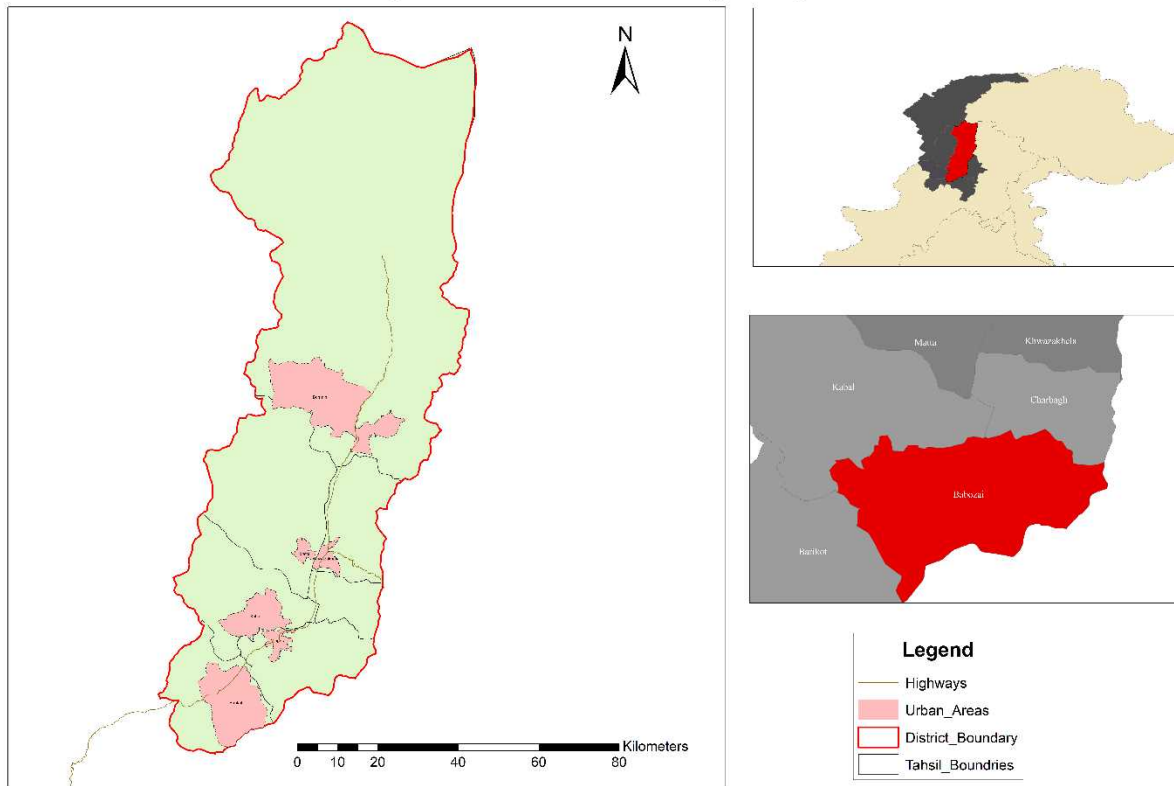 N
Kilometers
0 10 20 40 60 80
Matta
Khwazakhela
Kabal
Charbagh
Babozai
Barikot
Legend
Highways
Urban_Areas
District_Boundary
Tahsil_Boundries